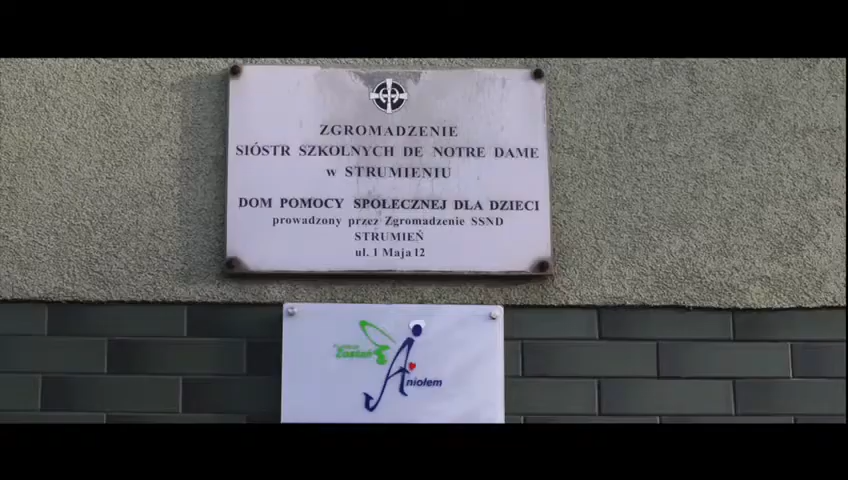 ZGROMADZENIE
SIÓSTR SZKOLNYCH DE NOTRE DAME
w STRUMIENIU
DOM POMOCY SPOŁECZNEJ DLA DZIECI
prowadzony przez Zgromadzenie SSND
STRUMIEŃ
ul. 1 Maja 12
Zostań
Aniołem